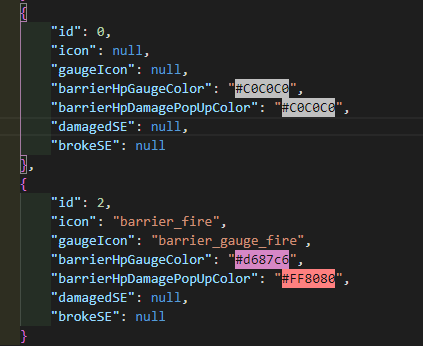 {
"id": 0,
"icon": null,
"gaugeIcon": null,
"barrierHpGaugeColor": "#C0C0C0",
"barrierHpDamagePopUpColor": "#C0C0C0",
"damagedSE": null,
"brokeSE": null
},
{
"id": 2,
"icon": "barrier_fire",
"gaugeIcon": "barrier_gauge_fire",
"barrierHpGaugeColor": "#d687c6",
"barrierHpDamagePopUpColor": "#FF8080",
"damagedSE": null,
"brokeSE": null
}